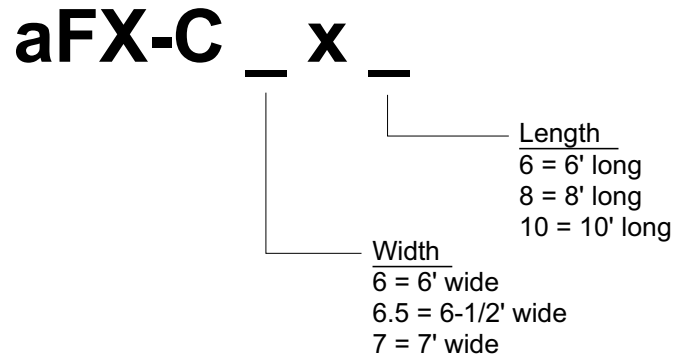 aFX-C _ x _
Length
6 = 6' long
8 = 8' long
10 = 10' long
Width
6 = 6' wide
6.5 = 6-1/2' wide
7 = 7' wide